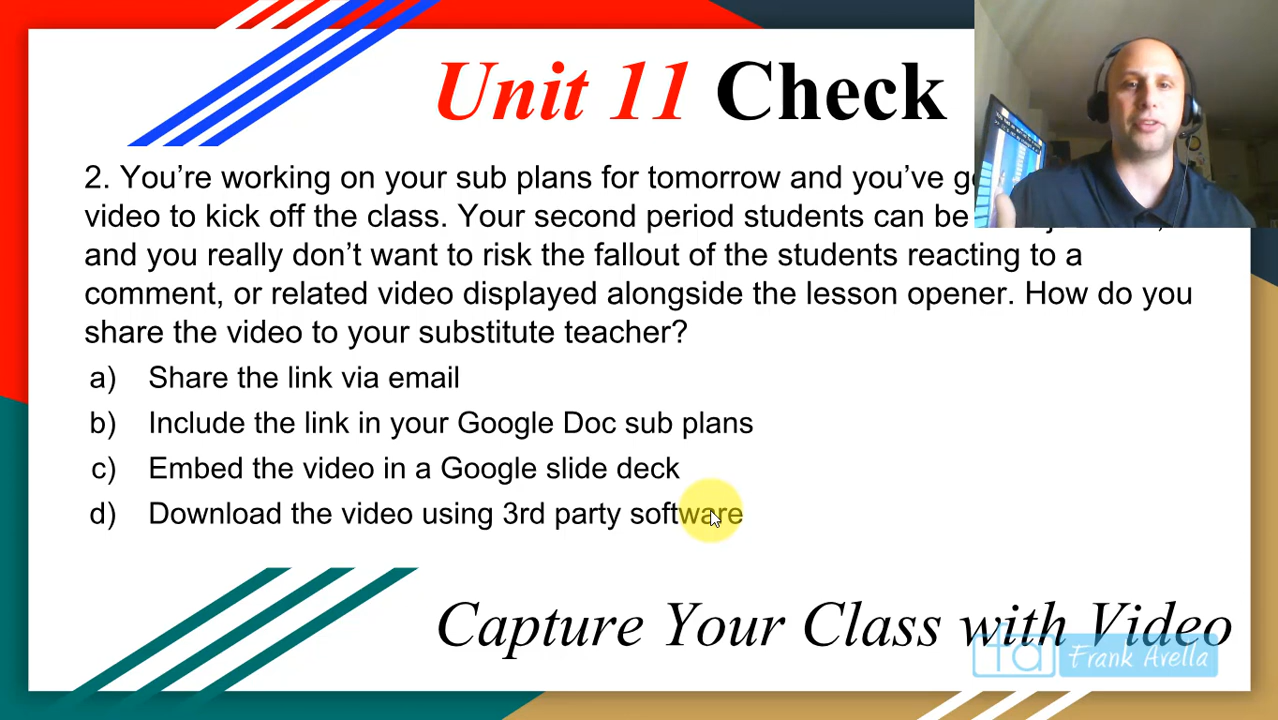 Unit 11 Check
2. You’re working on your sub plans for tomorrow and you’ve
video to kick off the class. Your second period students can be
and you really don’t want to risk the fallout of the students reacting to a
comment, or related video displayed alongside the lesson opener. How do you
share the video to your substitute teacher?
a) Share the link via email
b) Include the link in your Google Doc sub plans
c) Embed the video in a Google slide deck
d) Download the video using 3rd party software
Capture Your Class with Video
fa Frank Avella